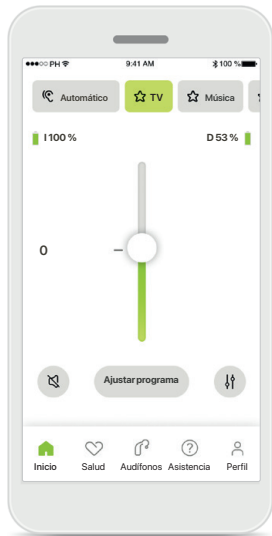 PH 9:41 AM 100 %
Automático TV Música
I 100 % D 53 %
0
Ajustar programa
Inicio Salud Audífonos Asistencia Perfil